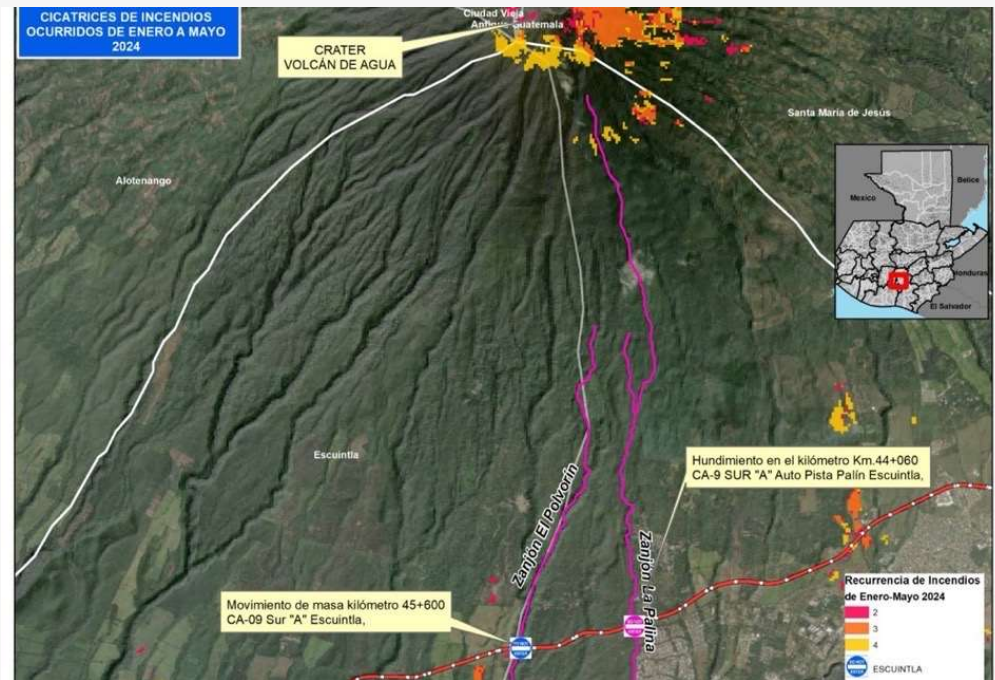 CICATRICES DE INCENDIOS
OCURRIDOS DE ENERO A MAYO
2024
Ciudad Vieja
Antigua Guatemala
CRATER
VOLCÁN DE AGUA
Santa María de Jesús
Alotenango
Mexico
Belice
Honduras
El Salvador
Escuintla
Hundimiento en el kilómetro Km.44+060
CA-9 SUR "A" Auto Pista Palín Escuintla,
Zanjón El Polvorín
Zanjón La Palina
Movimiento de masa kilómetro 45+600
CA-09 Sur "A" Escuintla,
Recurrencia de Incendios
de Enero-Mayo 2024
2
3
4
ESCUINTLA